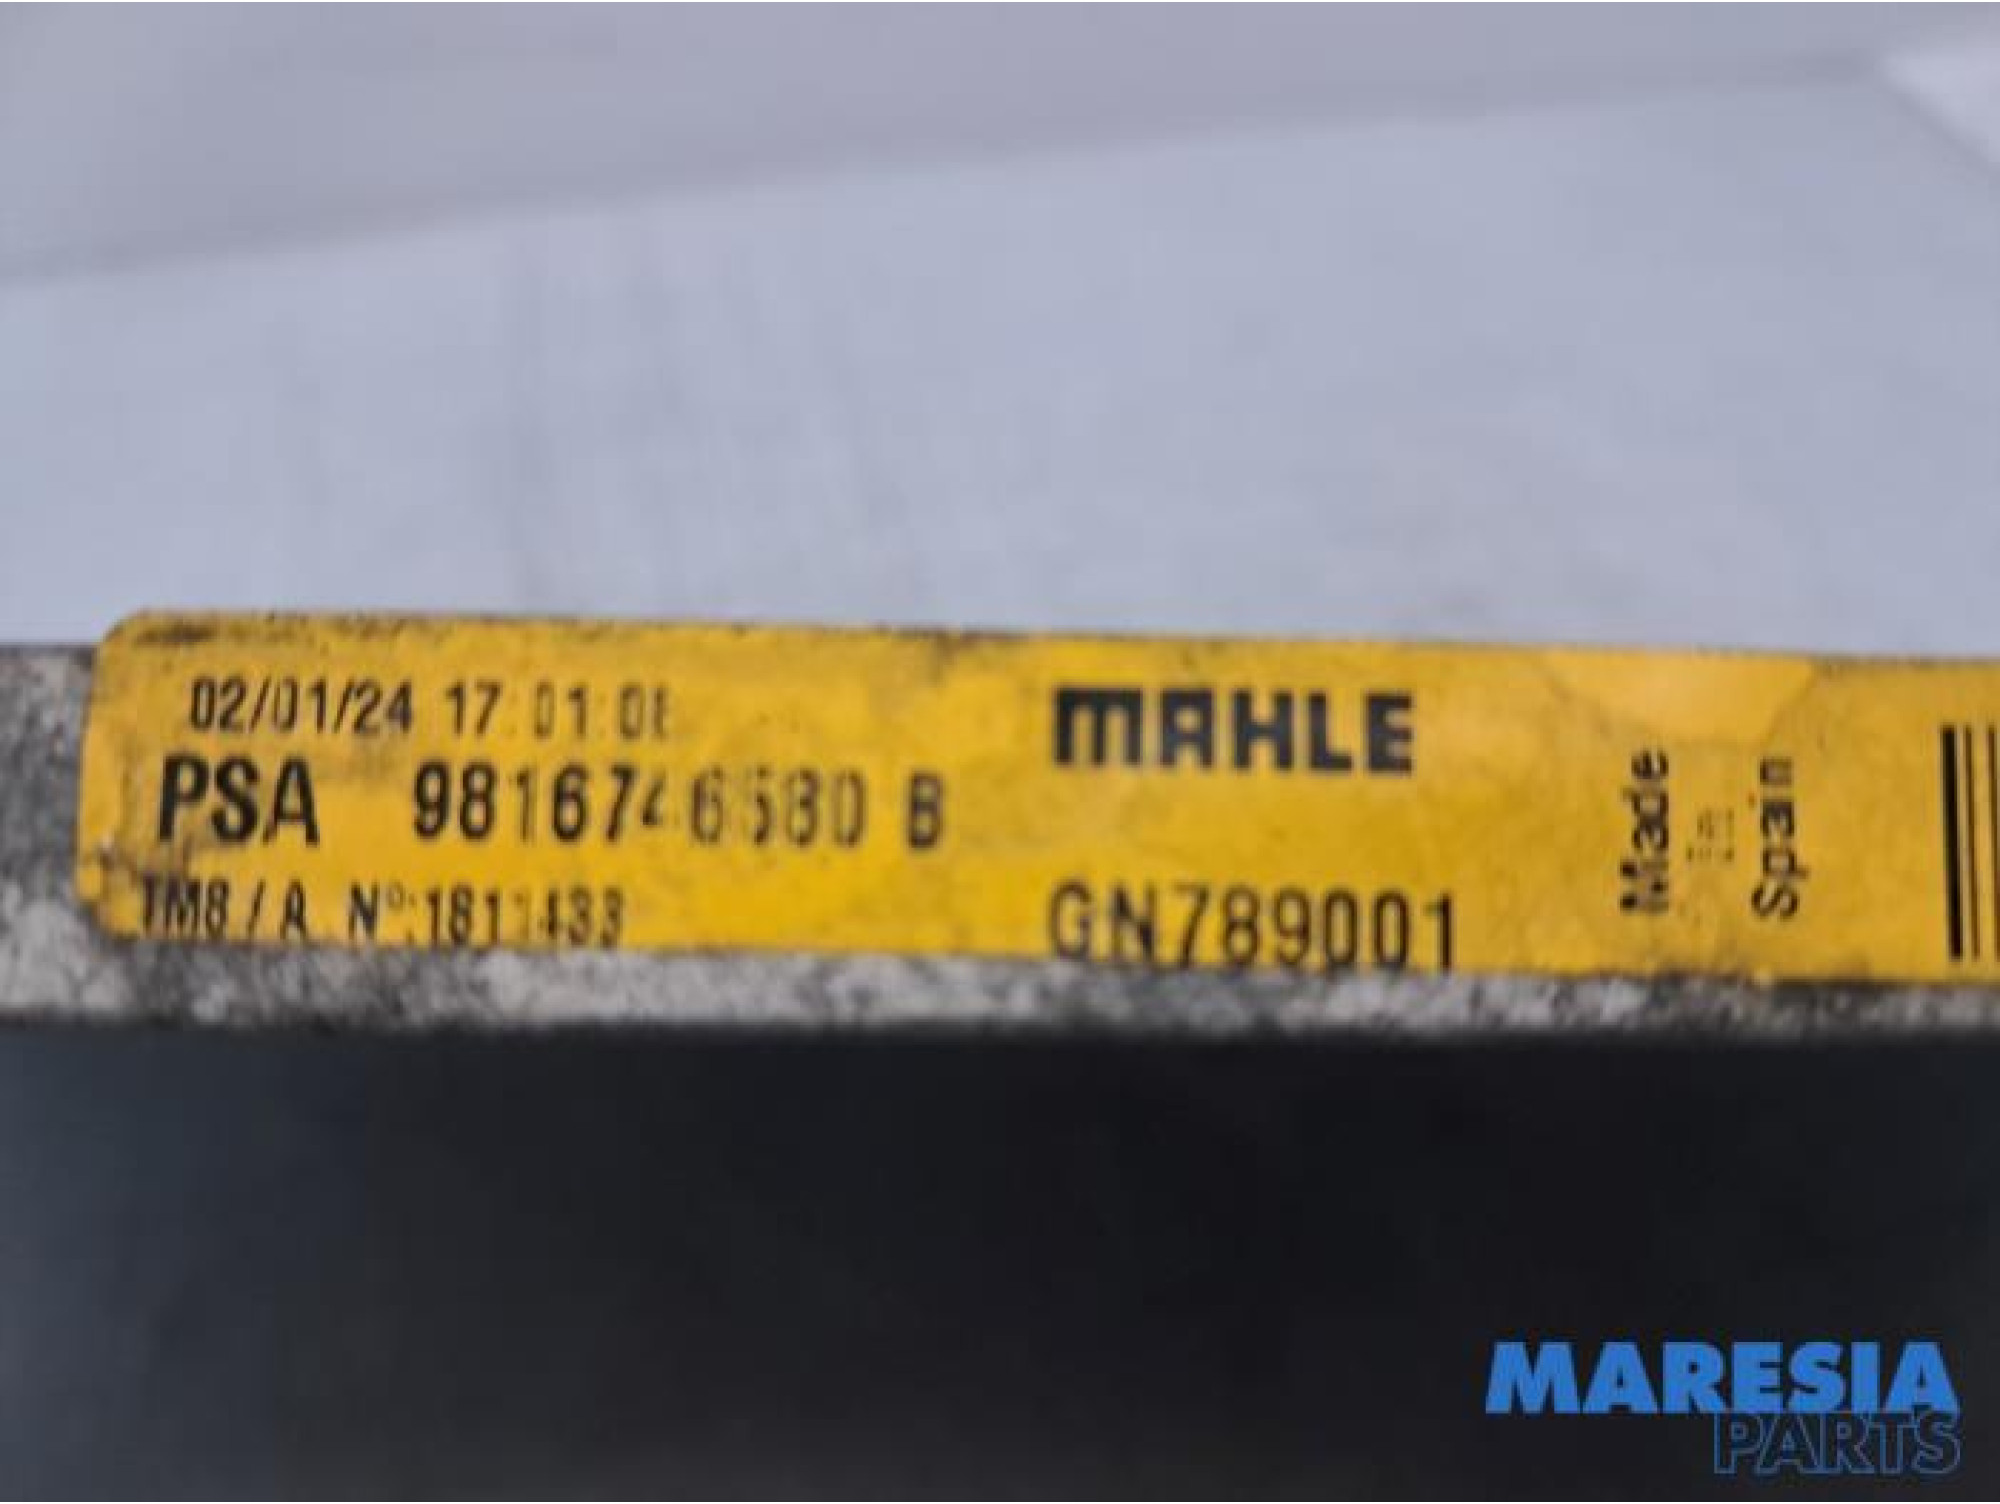 02/01/24 17:01:08
PSA 9816746580 B
TM8 / A N°:1811433
MAHLE
GN789001
Made
in
Spain
MARESIA
PARTS